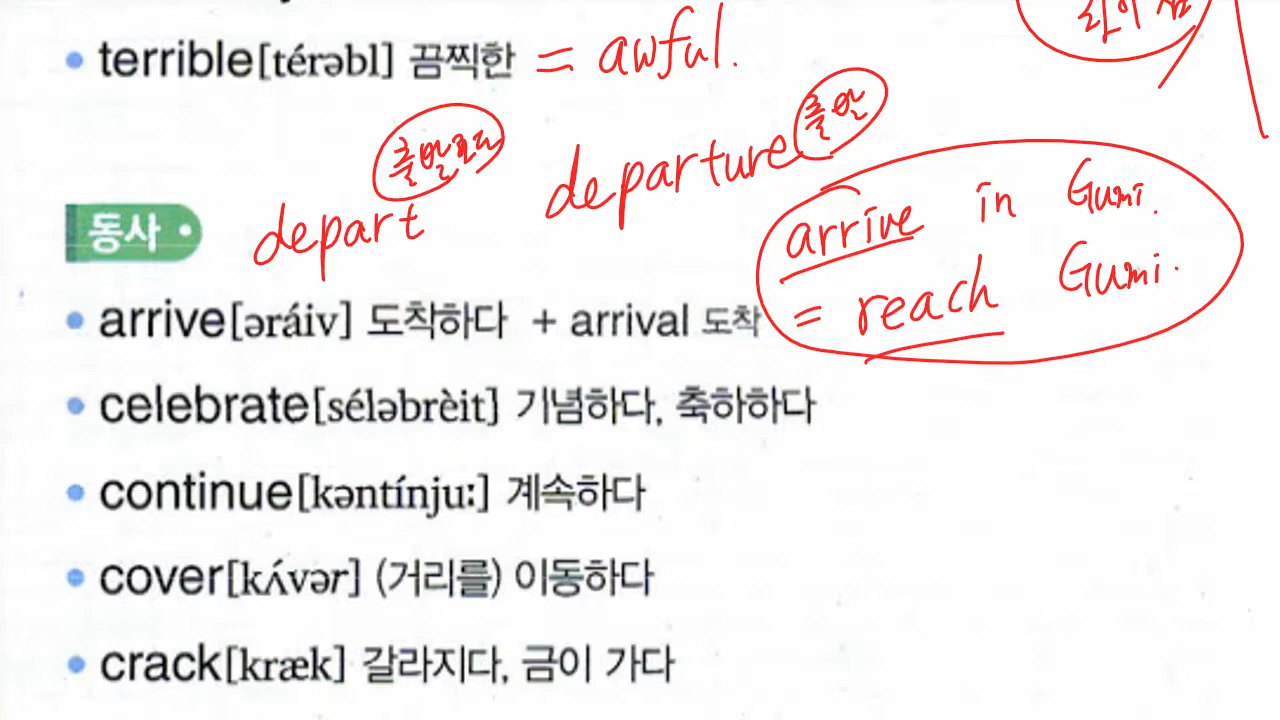 terrible[térəbl] 끔찍한 = awful.
출발
depart
departure 출발
arrive in Gumi.
= reach Gumi.
동사
arrive[əráiv] 도착하다 + arrival 도착
celebrate[séləbrèit] 기념하다, 축하하다
continue[kəntínju:] 계속하다
cover[kʌ́vər] (거리를) 이동하다
crack[kræk] 갈라지다, 금이 가다